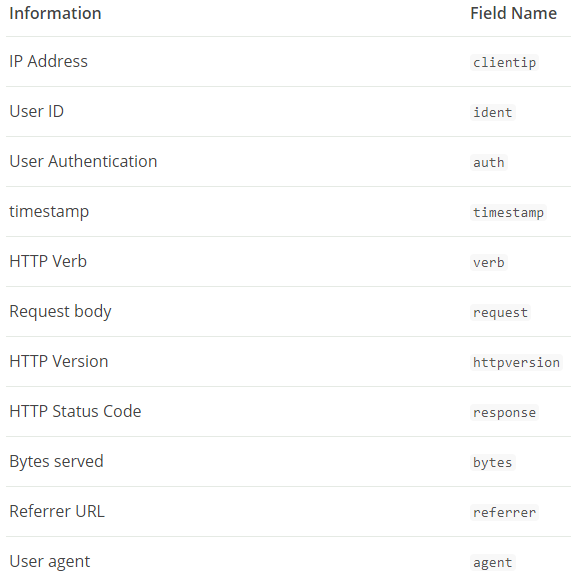 Information Field Name
IP Address clientip
User ID ident
User Authentication auth
timestamp timestamp
HTTP Verb verb
Request body request
HTTP Version httpversion
HTTP Status Code response
Bytes served bytes
Referrer URL referrer
User agent agent